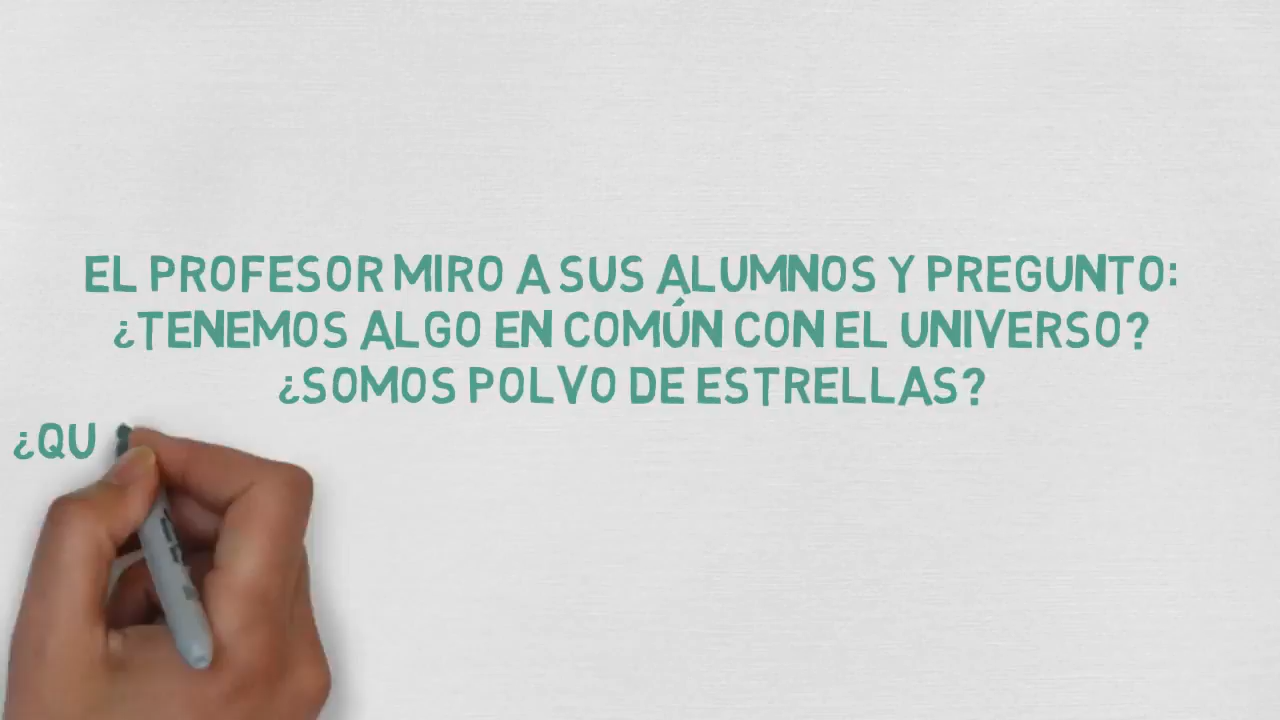 EL PROFESOR MIRO A SUS ALUMNOS Y PREGUNTO:
¿TENEMOS ALGO EN COMÚN CON EL UNIVERSO?
¿SOMOS POLVO DE ESTRELLAS?
¿QU